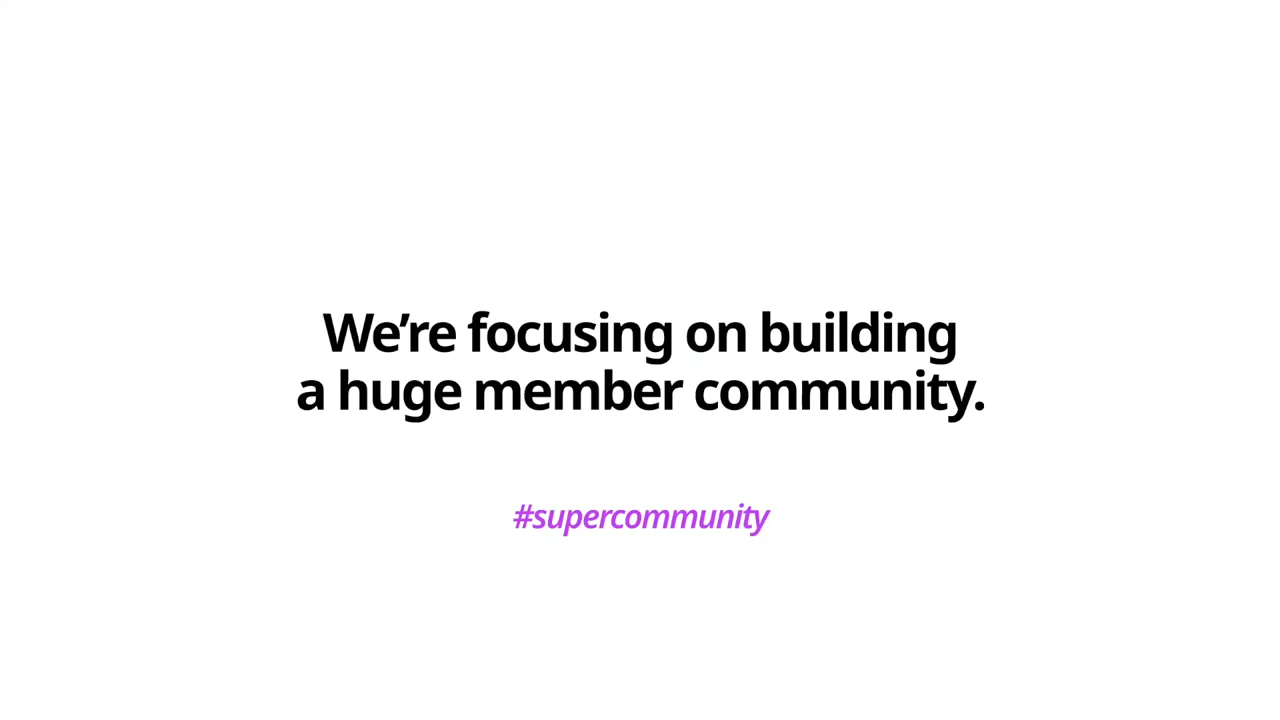 We’re focusing on building
a huge member community.
#supercommunity